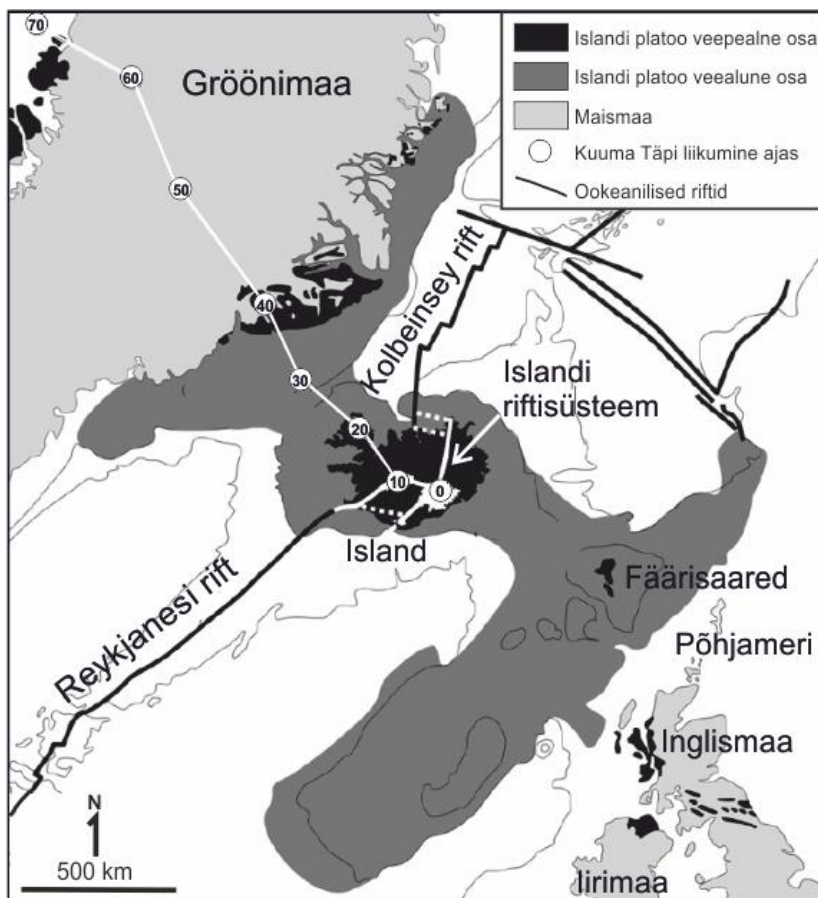 70
60
Gröönimaa
50
40
30
20
10
0
Islandi platoo veepealne osa
Islandi platoo veealune osa
Maismaa
Kuuma Täpi liikumine ajas
Ookeanilised riftid
Kolbeinsey rift
Islandi
riftisüsteem
Island
Reykjanesi rift
Fäärisaared
Põhjameri
Inglismaa
Iirimaa
N
500 km